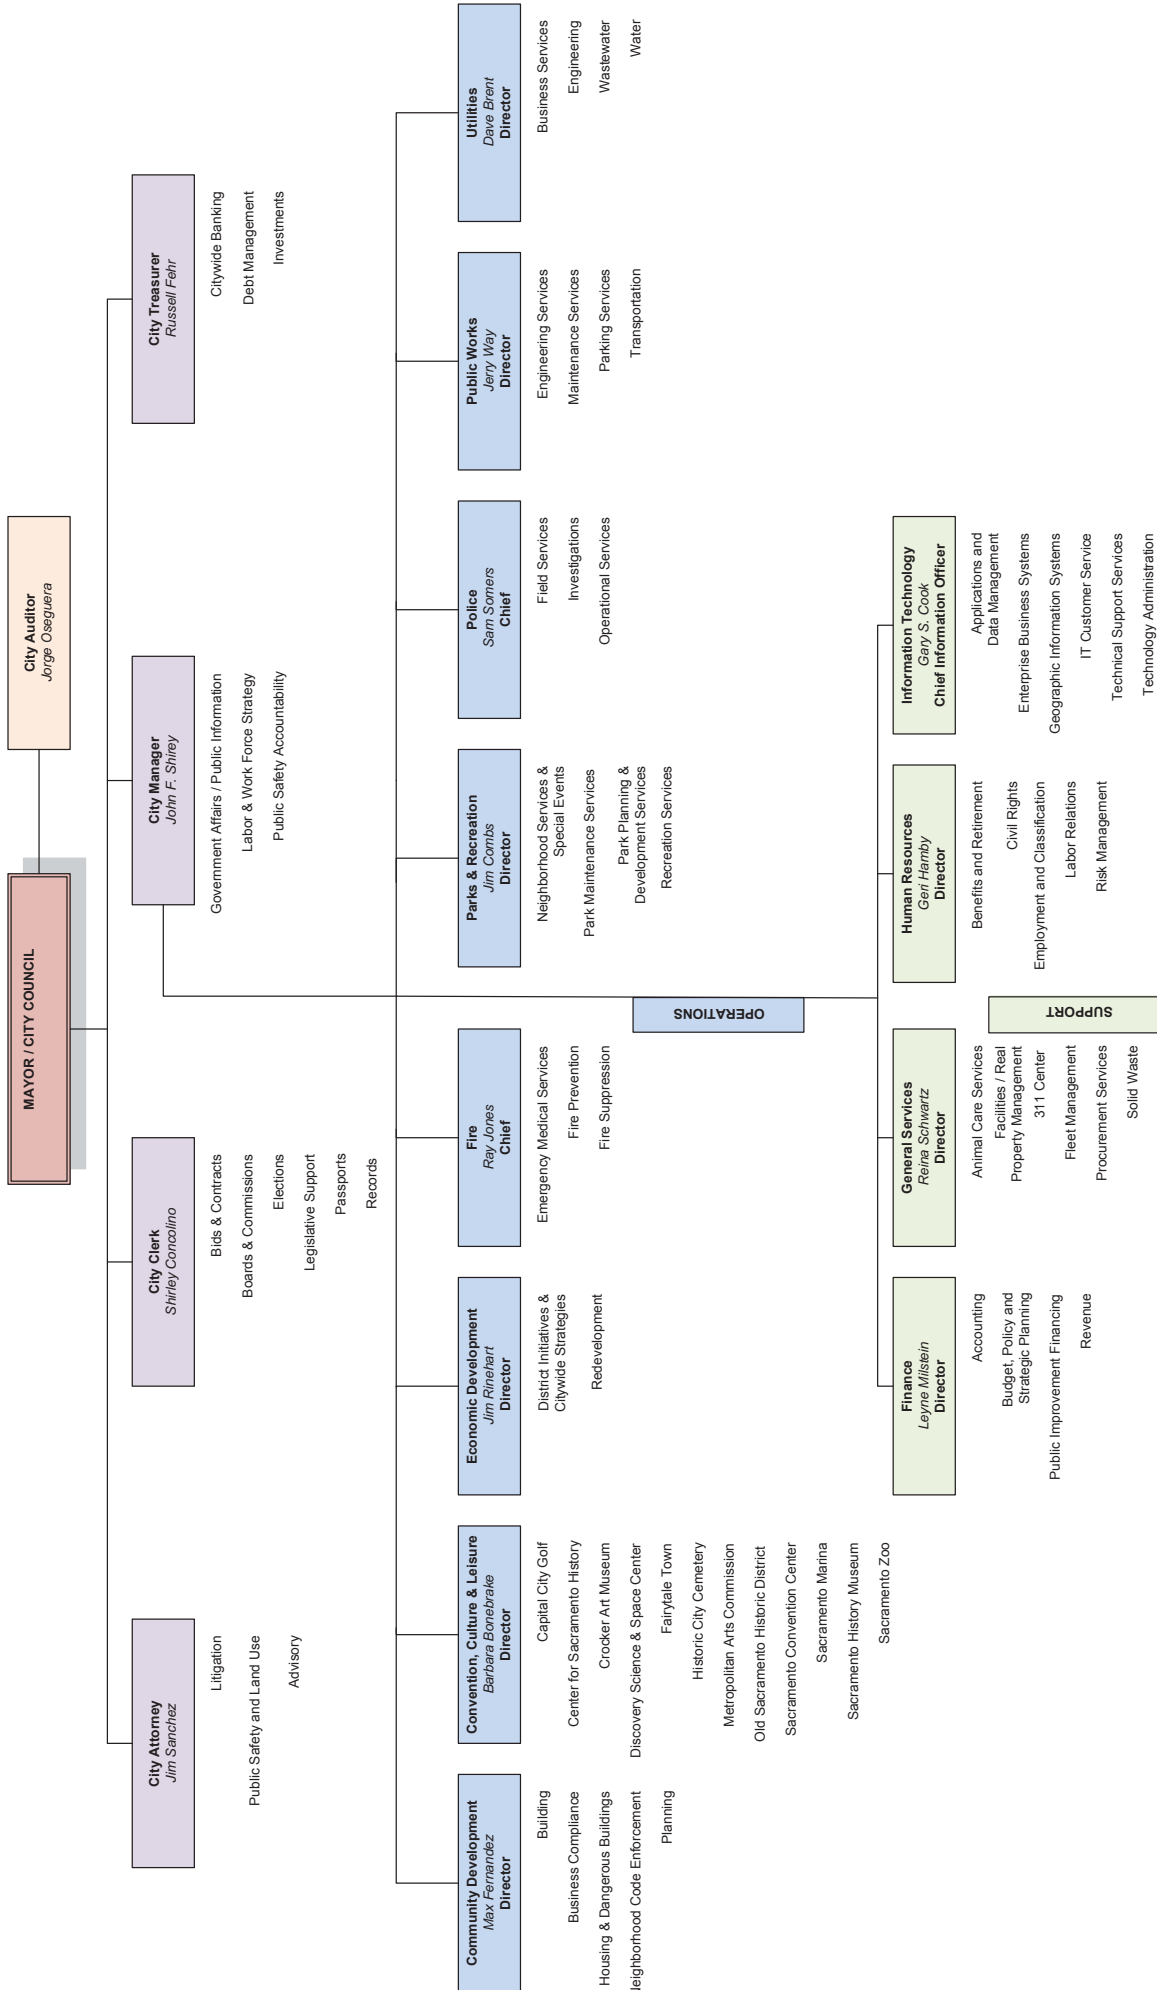 MAYOR / CITY COUNCIL
City Auditor
Jorge Oseguera
City Attorney
Jim Sanchez
Litigation
Public Safety and Land Use
Advisory
City Clerk
Shirley Concolino
Bids & Contracts
Boards & Commissions
Elections
Legislative Support
Passports
Records
City Manager
John F. Shirey
Government Affairs / Public Information
Labor & Work Force Strategy
Public Safety Accountability
City Treasurer
Russell Fehr
Citywide Banking
Debt Management
Investments
Community Development
Max Fernandez
Director
Building
Business Compliance
Housing & Dangerous Buildings
Neighborhood Code Enforcement
Planning
Convention, Culture & Leisure
Barbara Bonebrake
Director
Capital City Golf
Center for Sacramento History
Crocker Art Museum
Discovery Science & Space Center
Fairytale Town
Historic City Cemetery
Metropolitan Arts Commission
Old Sacramento Historic District
Sacramento Convention Center
Sacramento Marina
Sacramento History Museum
Sacramento Zoo
Economic Development
Jim Rinehart
Director
District Initiatives &
Citywide Strategies
Redevelopment
Fire
Ray Jones
Chief
Emergency Medical Services
Fire Prevention
Fire Suppression
Parks & Recreation
Jim Combs
Director
Neighborhood Services &
Special Events
Park Maintenance Services
Park Planning &
Development Services
Recreation Services
Police
Sam Somers
Chief
Field Services
Investigations
Operational Services
Public Works
Jerry Way
Director
Engineering Services
Maintenance Services
Parking Services
Transportation
Utilities
Dave Brent
Director
Business Services
Engineering
Wastewater
Water
OPERATIONS
Finance
Leyne Milstein
Director
Accounting
Budget, Policy and
Strategic Planning
Public Improvement Financing
Revenue
General Services
Reina Schwartz
Director
Animal Care Services
Facilities / Real
Property Management
311 Center
Fleet Management
Procurement Services
Solid Waste
Human Resources
Geri Hamby
Director
Benefits and Retirement
Civil Rights
Employment and Classification
Labor Relations
Risk Management
Information Technology
Gary S. Cook
Chief Information Officer
Applications and
Data Management
Enterprise Business Systems
Geographic Information Systems
IT Customer Service
Technical Support Services
Technology Administration
SUPPORT